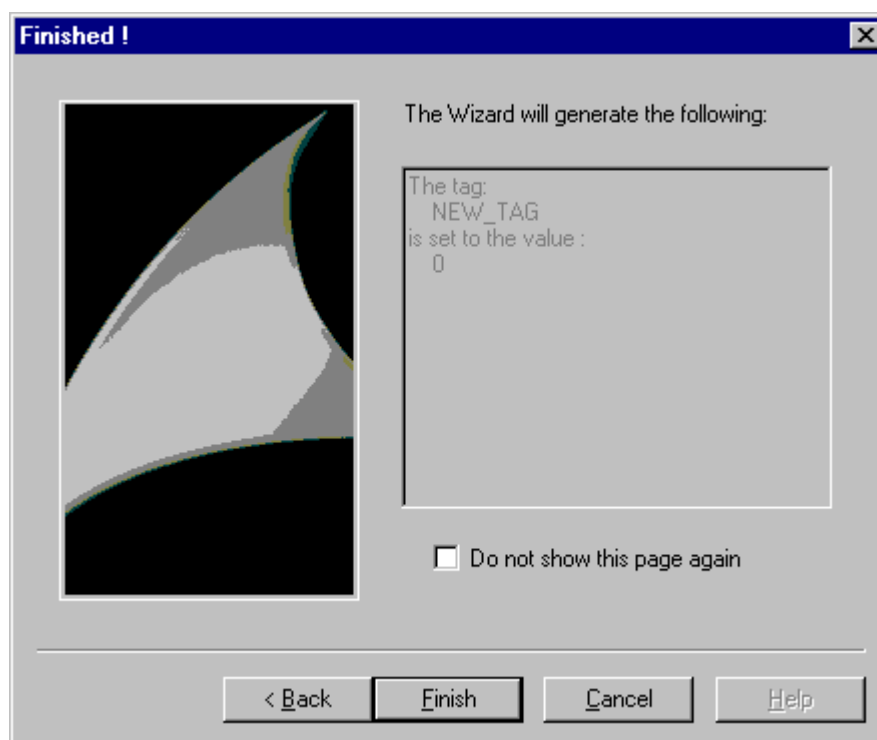 Finished !
The Wizard will generate the following:
The tag:
NEW_TAG
is set to the value :
0
Do not show this page again
< Back
Finish
Cancel
Help